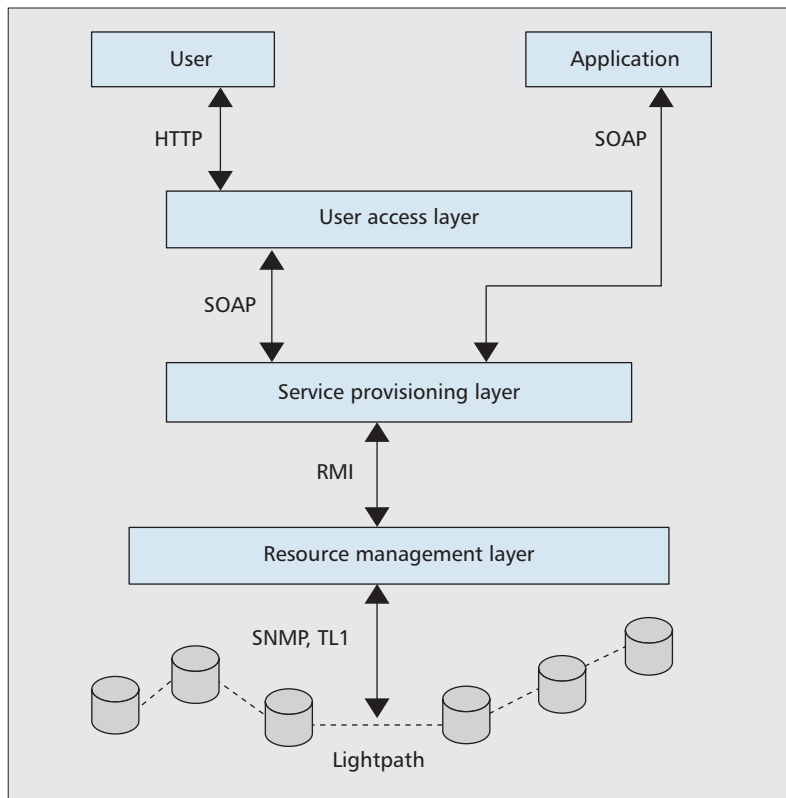 User
Application
HTTP
SOAP
User access layer
SOAP
Service provisioning layer
RMI
Resource management layer
SNMP, TL1
Lightpath